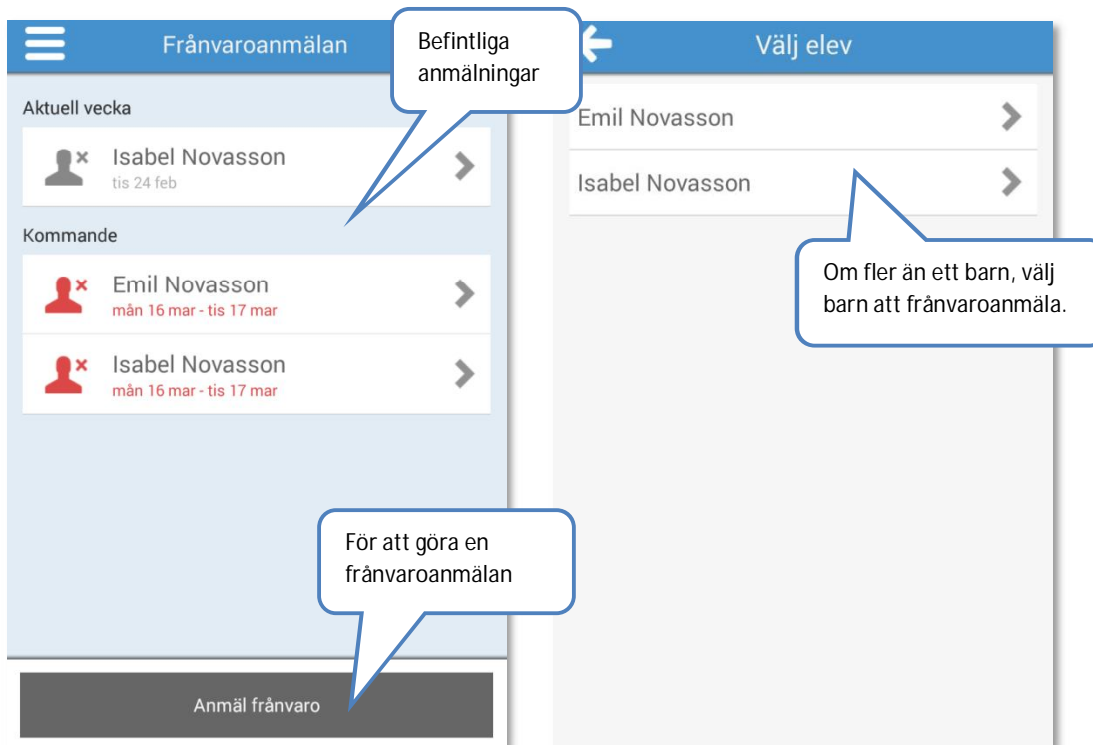 Frånvaroanmälan
Befintliga
anmälningar
Aktuell vecka
Isabel Novasson
tis 24 feb
Kommande
Emil Novasson
mån 16 mar - tis 17 mar
Isabel Novasson
mån 16 mar - tis 17 mar
För att göra en
frånvaroanmälan
Anmäl frånvaro
Välj elev
Emil Novasson
Isabel Novasson
Om fler än ett barn, välj
barn att frånvaroanmäla.